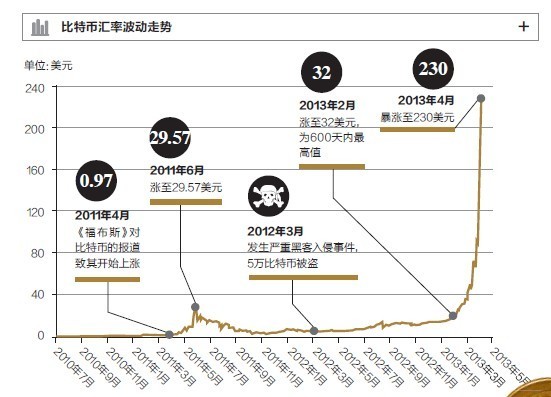 比特币汇率波动走势
+
单位:美元
240
200
160
120
80
40
0
0.97
2011年4月
《福布斯》对
比特币的报道
致其开始上涨
29.57
2011年6月
涨至29.57美元
2012年3月
发生严重黑客入侵事件,
5万比特币被盗
32
2013年2月
涨至32美元,
为600天内最
高值
230
2013年4月
暴涨至230美元
2010年7月
2010年9月
2010年11月
2011年1月
2011年3月
2011年5月
2011年7月
2011年9月
2011年11月
2012年1月
2012年3月
2012年5月
2012年7月
2012年9月
2012年11月
2013年1月
2013年3月
2013年5月